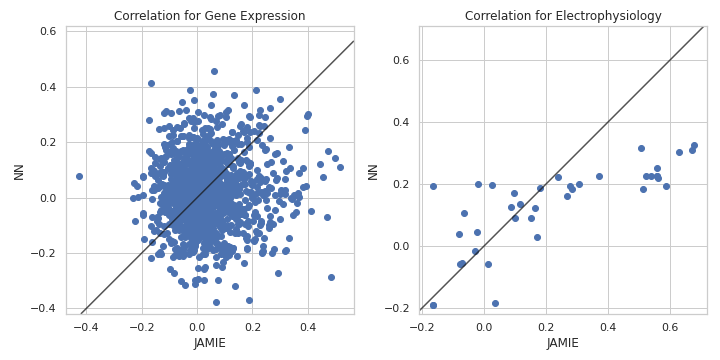 Correlation for Gene Expression
0.6
0.4
0.2
0.0
−0.2
−0.4
NN
−0.4 −0.2 0.0 0.2 0.4
JAMIE
Correlation for Electrophysiology
0.6
0.4
0.2
0.0
−0.2
NN
−0.2 0.0 0.2 0.4 0.6
JAMIE